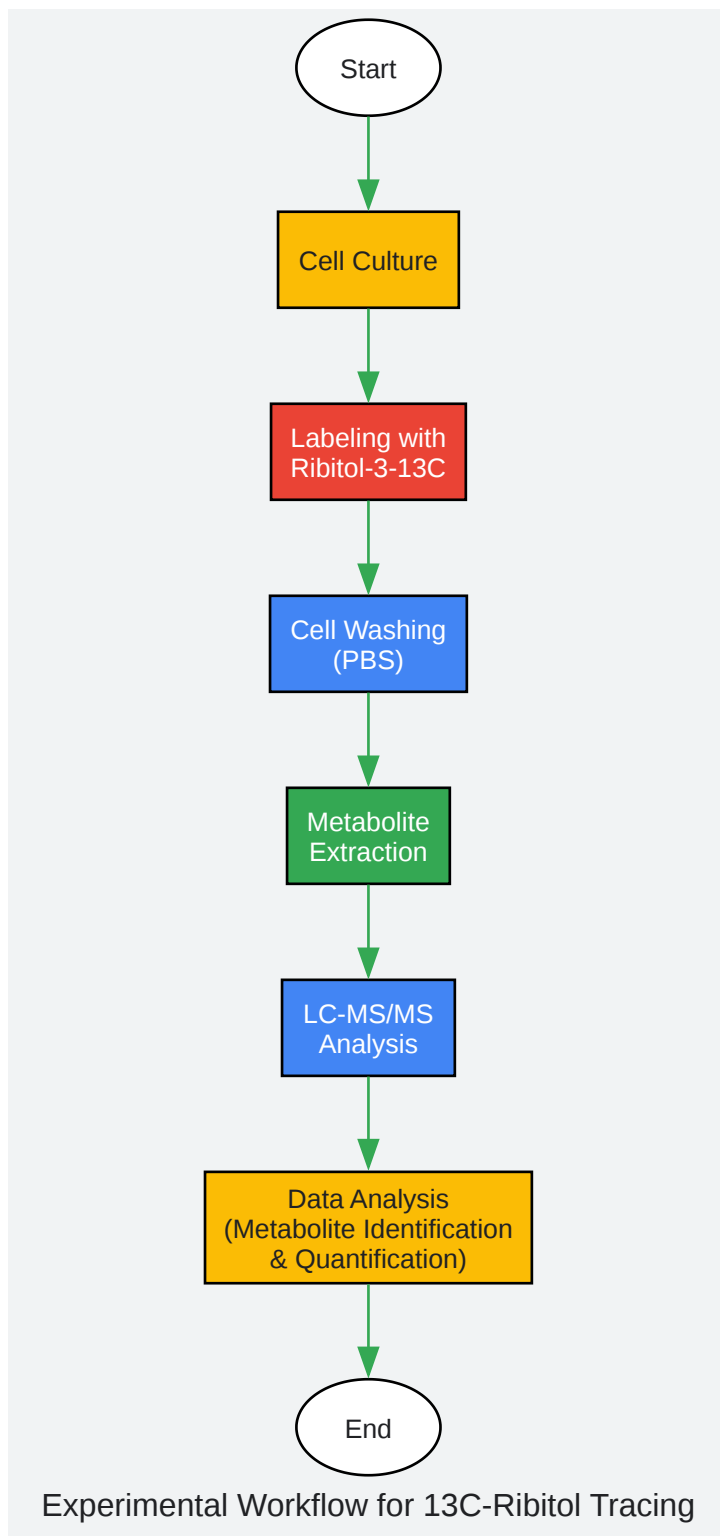 Start
Cell Culture
Labeling with
Ribitol-3-13C
Cell Washing
(PBS)
Metabolite
Extraction
LC-MS/MS
Analysis
Data Analysis
(Metabolite Identification
& Quantification)
End
Experimental Workflow for 13C-Ribitol Tracing